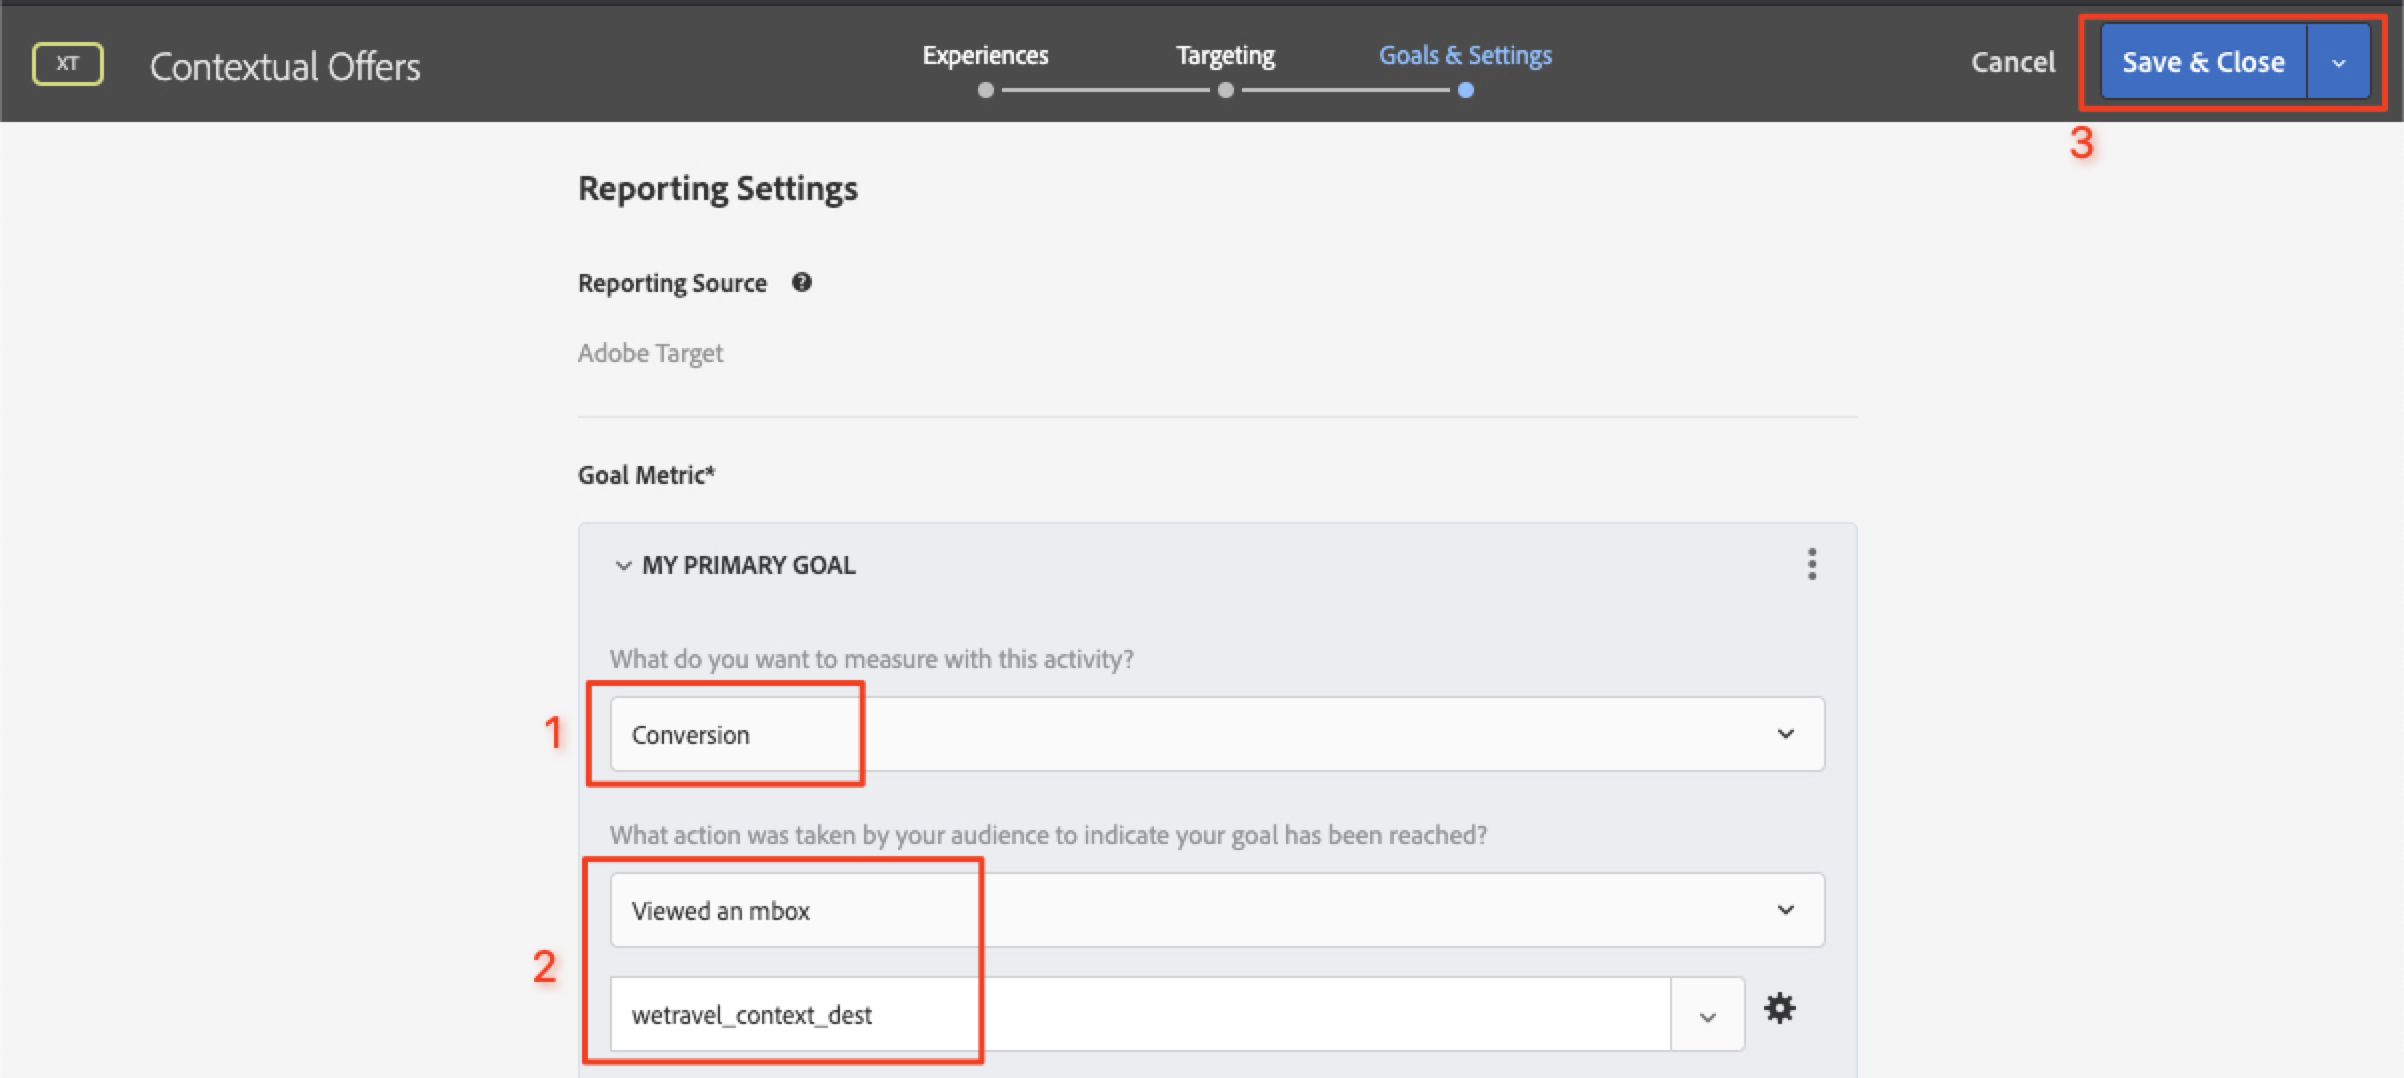 XT
Contextual Offers
Experiences
Targeting
Goals & Settings
Cancel
Save & Close
3
Reporting Settings
Reporting Source ?
Adobe Target
Goal Metric*
MY PRIMARY GOAL
What do you want to measure with this activity?
1
Conversion
What action was taken by your audience to indicate your goal has been reached?
Viewed an mbox
2
wetravel_context_dest